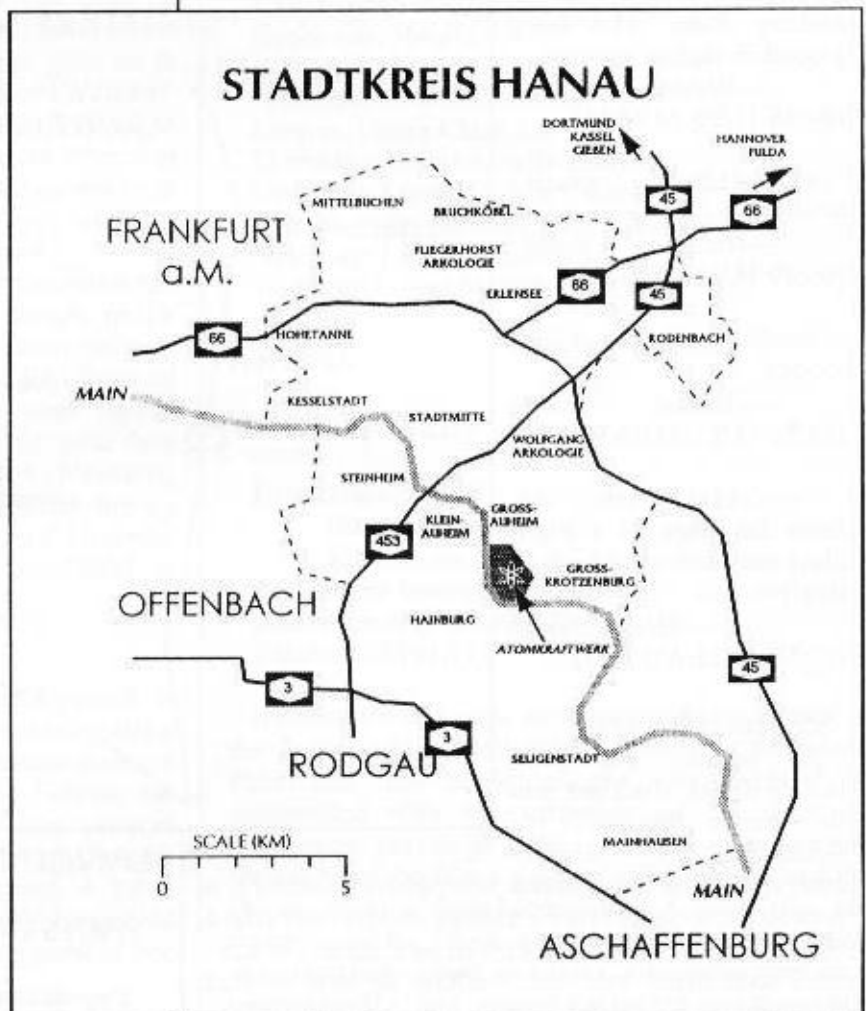 STADTKREIS HANAU
DORTMUND
KASSEL
GIEBEN
HANNOVER
FULDA
45
66
MITTELBUCHEN
BRUCHKÖBEL
FRANKFURT
a.M.
FLIEGERHORST
ARKOLOGIE
66
ERLENSEE
45
66
HOHETANNE
RODENBACH
MAIN
KESSELSTADT
STADTMITTE
WOLFGANG
ARKOLOGIE
STEINHEIM
GROSS-
AUHEIM
KLEIN-
AUHEIM
453
GROSS-
KROTZENBURG
OFFENBACH
HAINBURG
ATOMKRAFTWERK
45
3
3
RODGAU
SELIGENSTADT
SCALE (KM)
0 5
MAINHAUSEN
MAIN
ASCHAFFENBURG